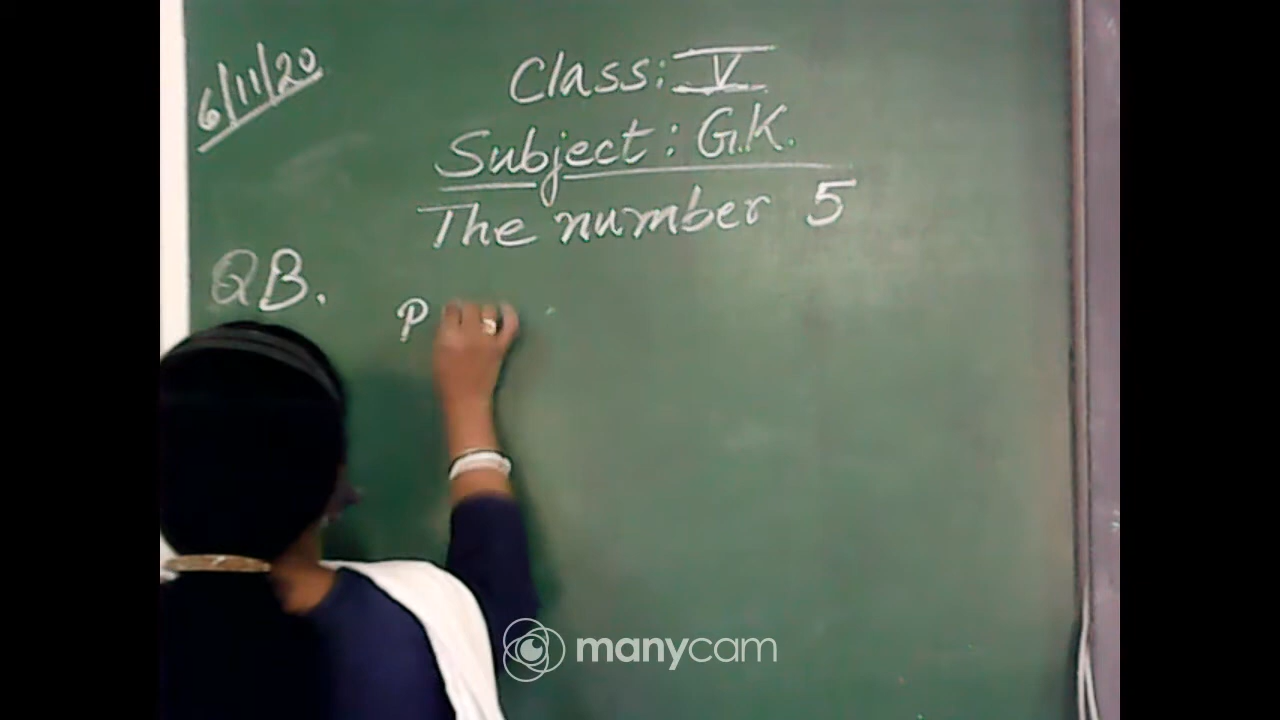 6/11/20
Class: V
Subject: G.K.
The number 5
QB.
P
manycam